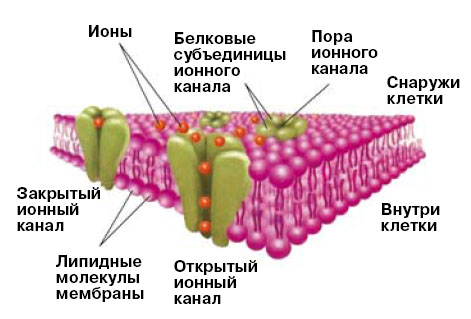 Ионы
Белковые
субъединицы
ионного
канала
Пора
ионного
канала
Снаружи
клетки
Закрытый
ионный
канал
Внутри
клетки
Липидные
молекулы
мембраны
Открытый
ионный
канал